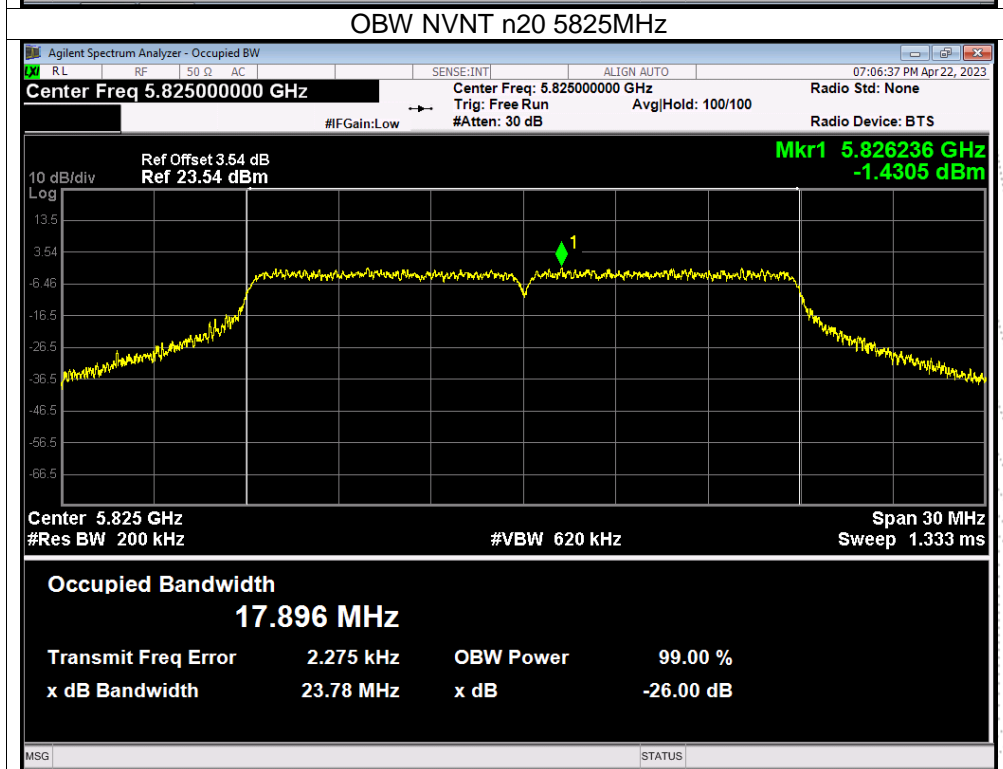 OBW NVNT n20 5825MHz
Agilent Spectrum Analyzer - Occupied BW
LXI RL RF 50 Ω AC SENSE:INT ALIGN AUTO 07:06:37 PM Apr 22, 2023
Center Freq 5.825000000 GHz Center Freq: 5.825000000 GHz Radio Std: None
Trig: Free Run Avg|Hold: 100/100
#IFGain:Low #Atten: 30 dB Radio Device: BTS
Mkr1 5.826236 GHz
-1.4305 dBm
Ref Offset 3.54 dB
10 dB/div Ref 23.54 dBm
Log
13.5
3.54
1
-6.46
-16.5
-26.5
-36.5
-46.5
-56.5
-66.5
Center 5.825 GHz Span 30 MHz
#Res BW 200 kHz #VBW 620 kHz Sweep 1.333 ms
Occupied Bandwidth
17.896 MHz
Transmit Freq Error 2.275 kHz OBW Power 99.00 %
x dB Bandwidth 23.78 MHz x dB -26.00 dB
MSG STATUS